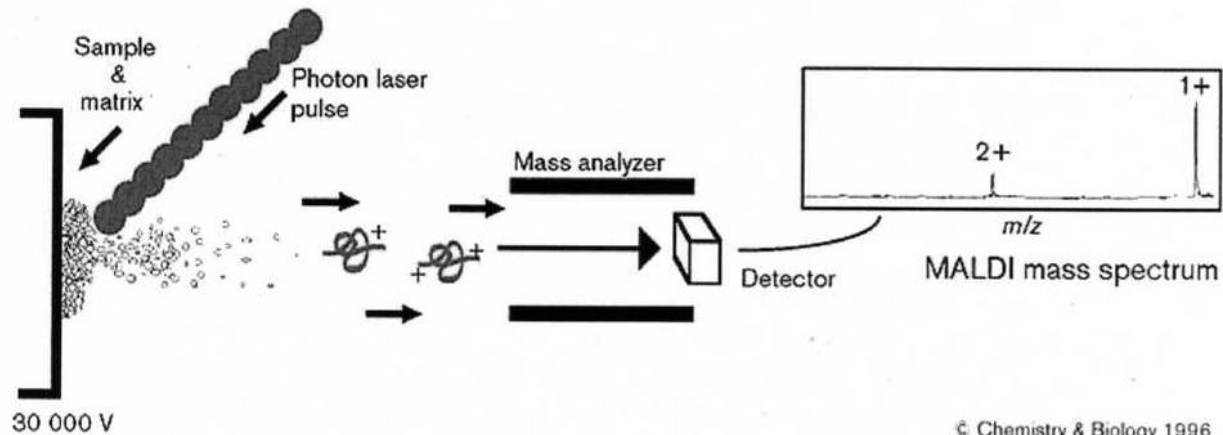 Sample
&
matrix
Photon laser
pulse
Mass analyzer
+
+
+
Detector
2+
1+
m/z
MALDI mass spectrum
30 000 V
© Chemistry & Biology 1996